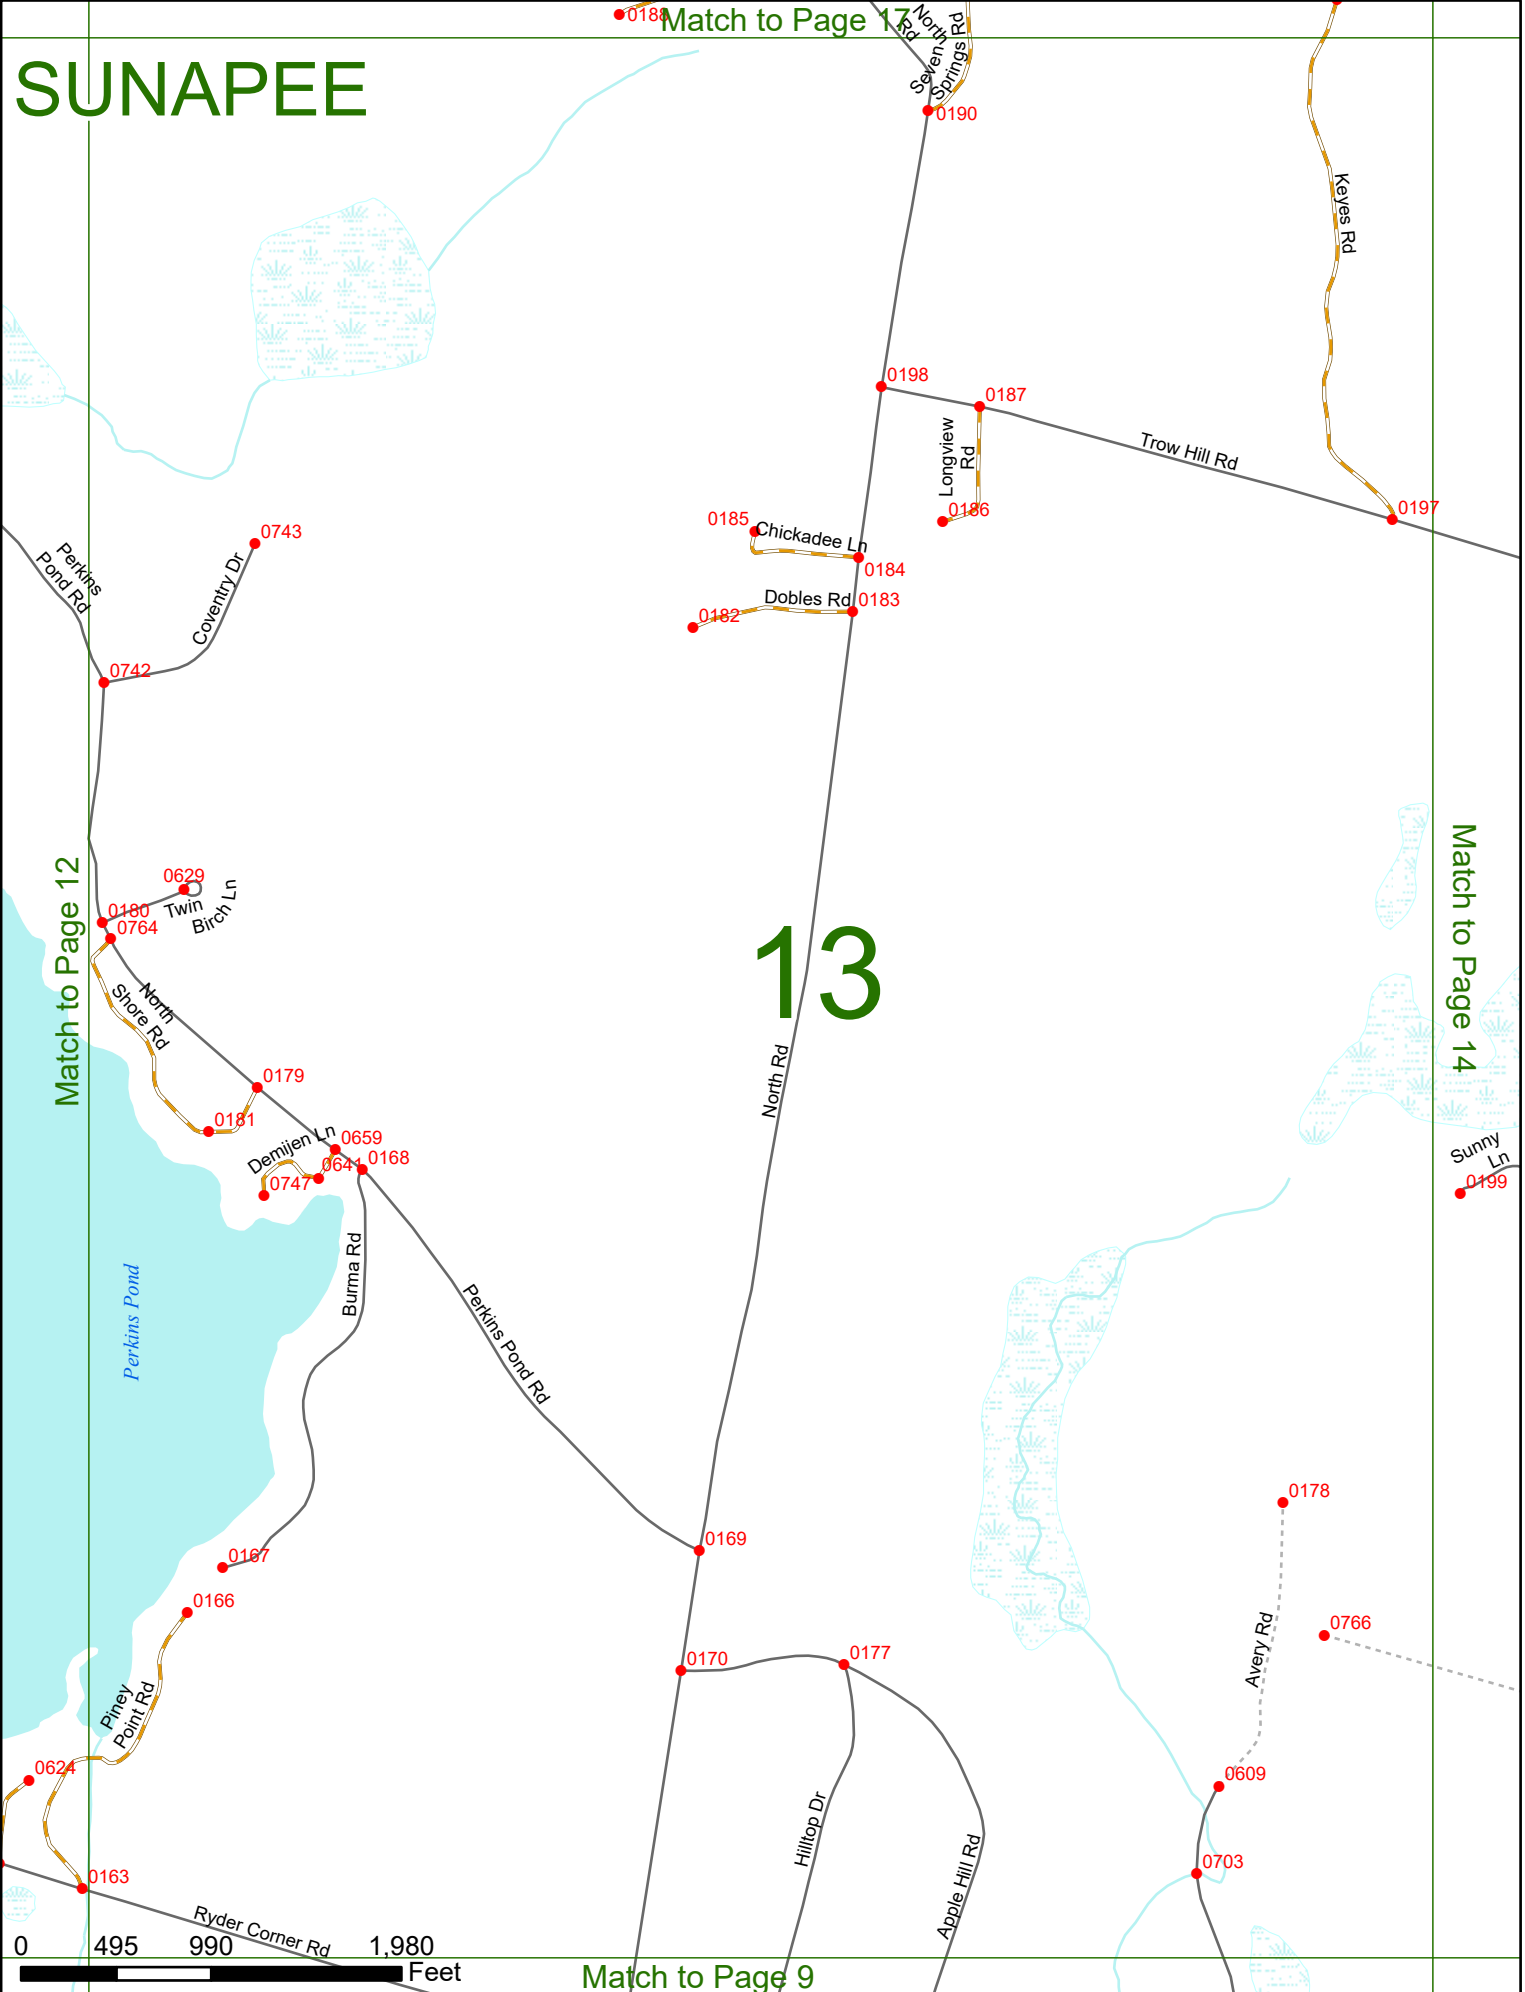 0188
Match to Page 17
North
Rd
Seven
Springs Rd
SUNAPEE
0190
Keyes Rd
0198
0187
Longview
Rd
Trow Hill Rd
0186
0197
0185
Chickadee Ln
0184
0743
Perkins
Pond Rd
Coventry Dr
Dobles Rd
0183
0182
0742
0629
Twin
Birch Ln
0180
0764
Match to Page 12
13
Match to Page 14
North
Shore Rd
North Rd
0179
0181
Demijen Ln
0659
0641
0168
0747
Sunny
Ln
0199
Burma Rd
Perkins Pond
Perkins Pond Rd
0178
0169
0167
0166
0766
Avery Rd
0170
0177
Piney
Point Rd
0624
0609
Hilltop Dr
Apple Hill Rd
0703
0163
Ryder Corner Rd
0 495 990 1,980
Feet
Match to Page 9